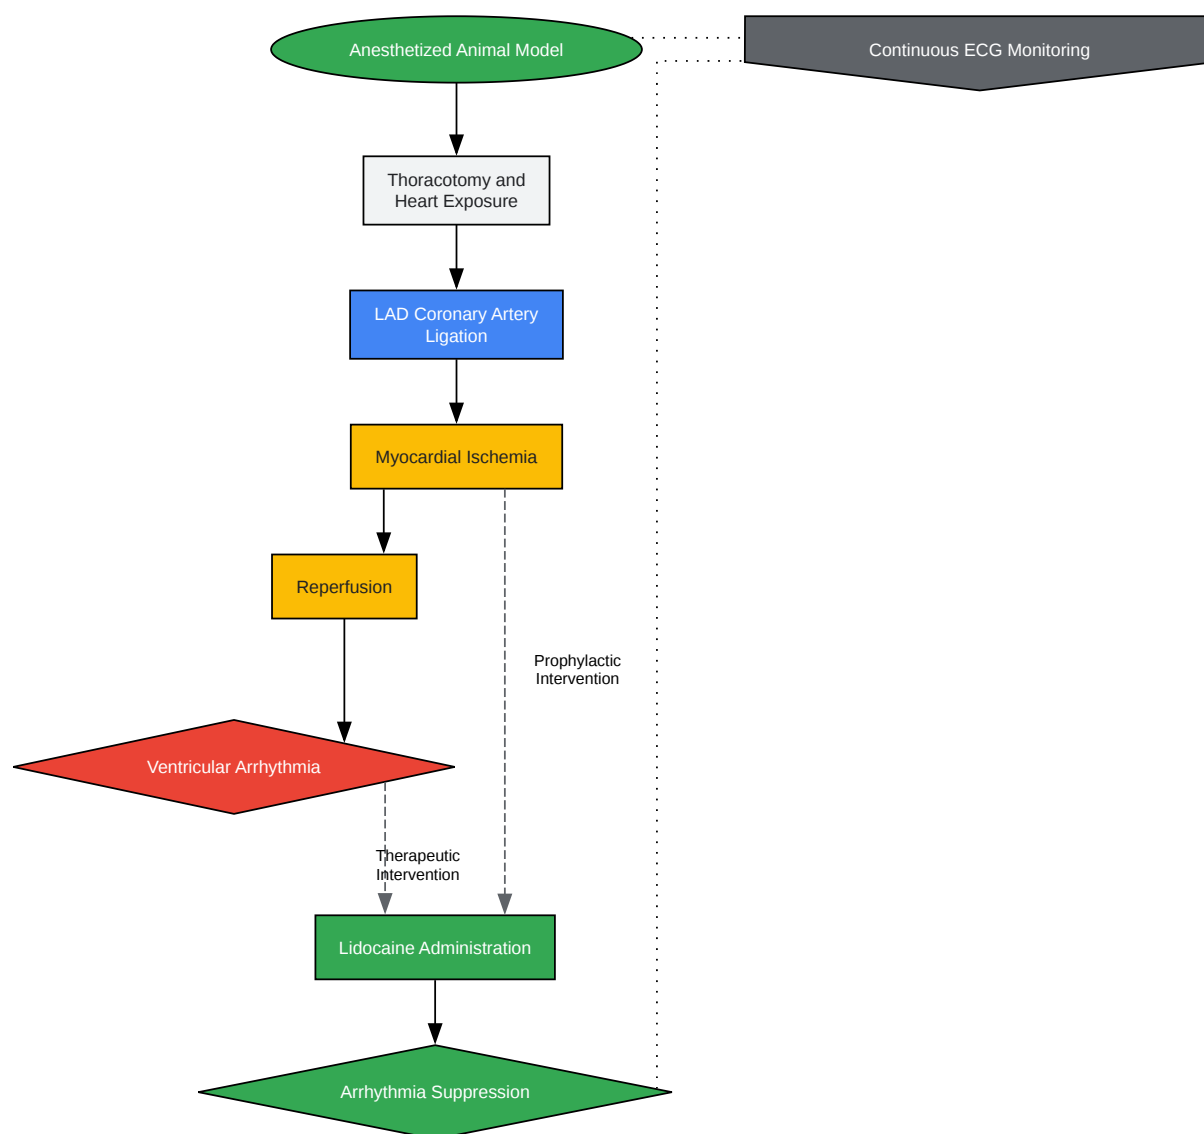 Anesthetized Animal Model
Continuous ECG Monitoring
Thoracotomy and
Heart Exposure
LAD Coronary Artery
Ligation
Myocardial Ischemia
Reperfusion
Prophylactic
Intervention
Ventricular Arrhythmia
Therapeutic
Intervention
Lidocaine Administration
Arrhythmia Suppression